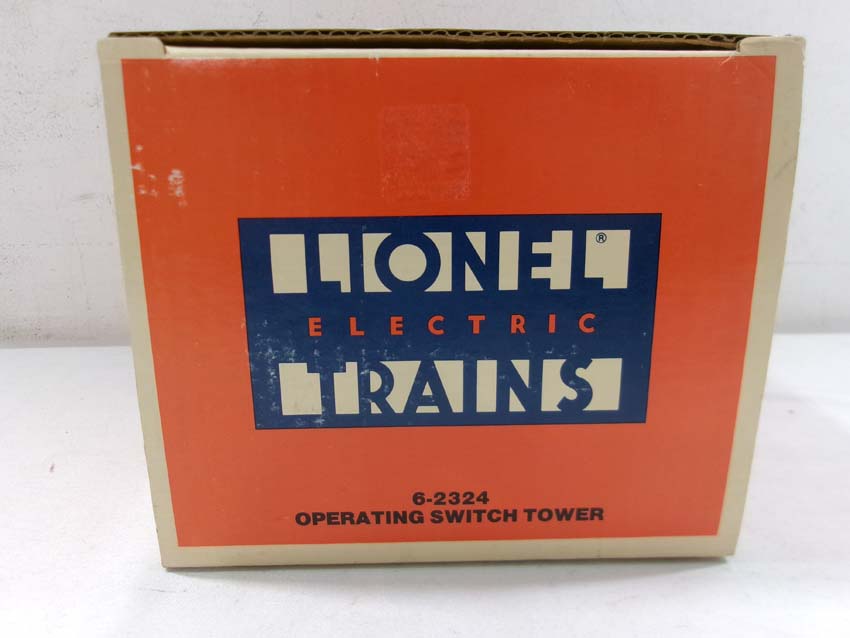 LIONEL®
ELECTRIC
TRAINS
6-2324
OPERATING SWITCH TOWER